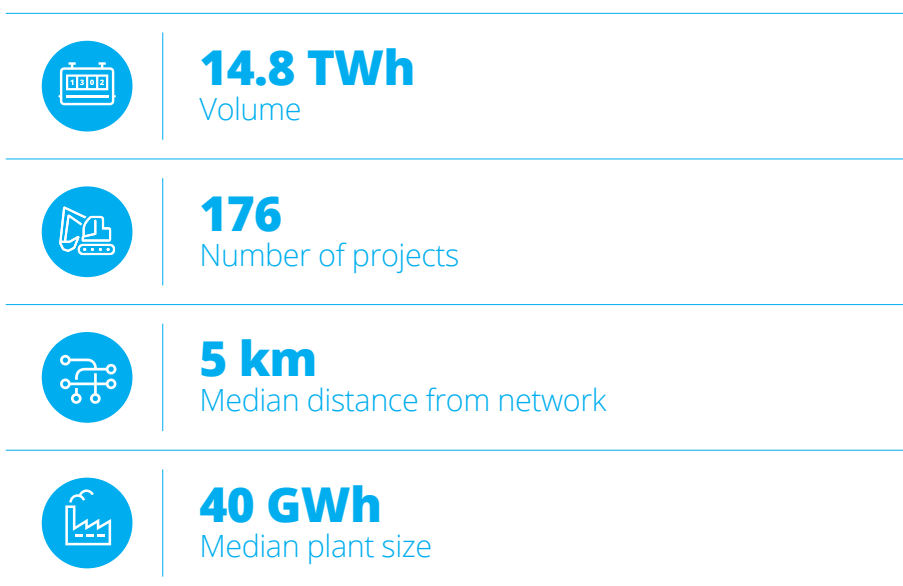 1302
14.8 TWh
Volume
176
Number of projects
5 km
Median distance from network
40 GWh
Median plant size